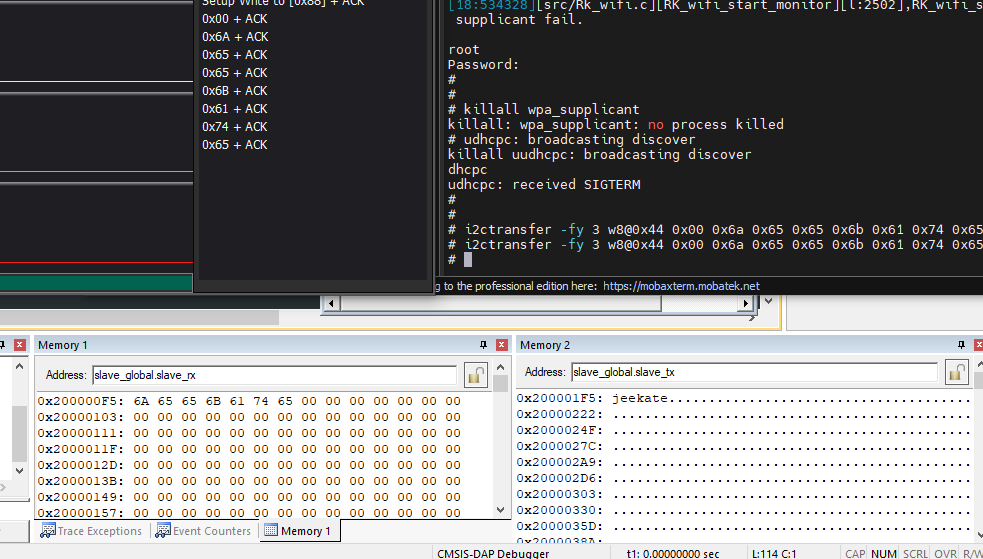 Setup Write to [0x88] + ACK
0x00 + ACK
0x6A + ACK
0x65 + ACK
0x65 + ACK
0x6B + ACK
0x61 + ACK
0x74 + ACK
0x65 + ACK
[18:534328][src/Rk_wifi.c][RK_wifi_start_monitor][l:2502],RK_wifi_s
supplicant fail.
root
Password:
#
#
# killall wpa_supplicant
killall: wpa_supplicant: no process killed
# udhcpc: broadcasting discover
killall uudhcpc: broadcasting discover
dhcpc
udhcpc: received SIGTERM
#
#
# i2ctransfer -fy 3 w8@0x44 0x00 0x6a 0x65 0x65 0x6b 0x61 0x74 0x65
# i2ctransfer -fy 3 w8@0x44 0x00 0x6a 0x65 0x65 0x6b 0x61 0x74 0x65
#
g to the professional edition here: https://mobaxterm.mobatek.net
Memory 1
Address: slave_global.slave_rx
0x200000F5: 6A 65 65 6B 61 74 65 00 00 00 00 00 00 00
0x20000103: 00 00 00 00 00 00 00 00 00 00 00 00 00 00
0x20000111: 00 00 00 00 00 00 00 00 00 00 00 00 00 00
0x2000011F: 00 00 00 00 00 00 00 00 00 00 00 00 00 00
0x2000012D: 00 00 00 00 00 00 00 00 00 00 00 00 00 00
0x2000013B: 00 00 00 00 00 00 00 00 00 00 00 00 00 00
0x20000149: 00 00 00 00 00 00 00 00 00 00 00 00 00 00
0x20000157: 00 00 00 00 00 00 00 00 00 00 00 00 00 00
Trace Exceptions Event Counters Memory 1
Memory 2
Address: slave_global.slave_tx
0x200001F5: jeekate......................................
0x20000222: .............................................
0x2000024F: .............................................
0x2000027C: .............................................
0x200002A9: .............................................
0x200002D6: .............................................
0x20000303: .............................................
0x20000330: .............................................
0x2000035D: .............................................
0x2000038A: .............................................
CMSIS-DAP Debugger t1: 0.00000000 sec L:114 C:1 CAP NUM SCRL OVR R/W